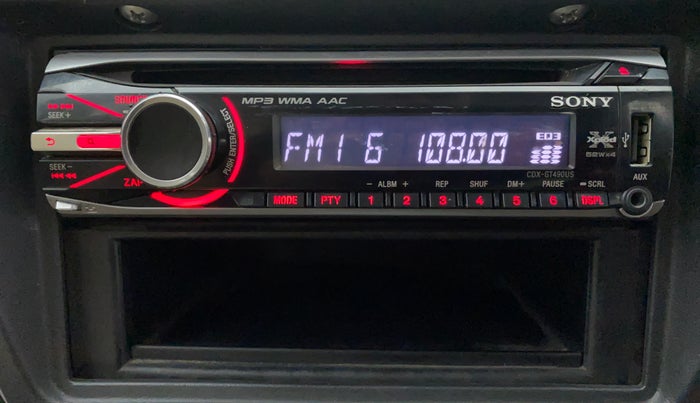 MP3 WMA AAC
SONY
SEEK +
PUSH ENTER/SELECT
FM1 6 108.00
EQ3
Xplod
52W×4
SEEK –
ZAP
CDX-GT490US
AUX
– ALBM + REP SHUF DM+ PAUSE SCRL
MODE PTY 1 2 3 4 5 6 DSPL